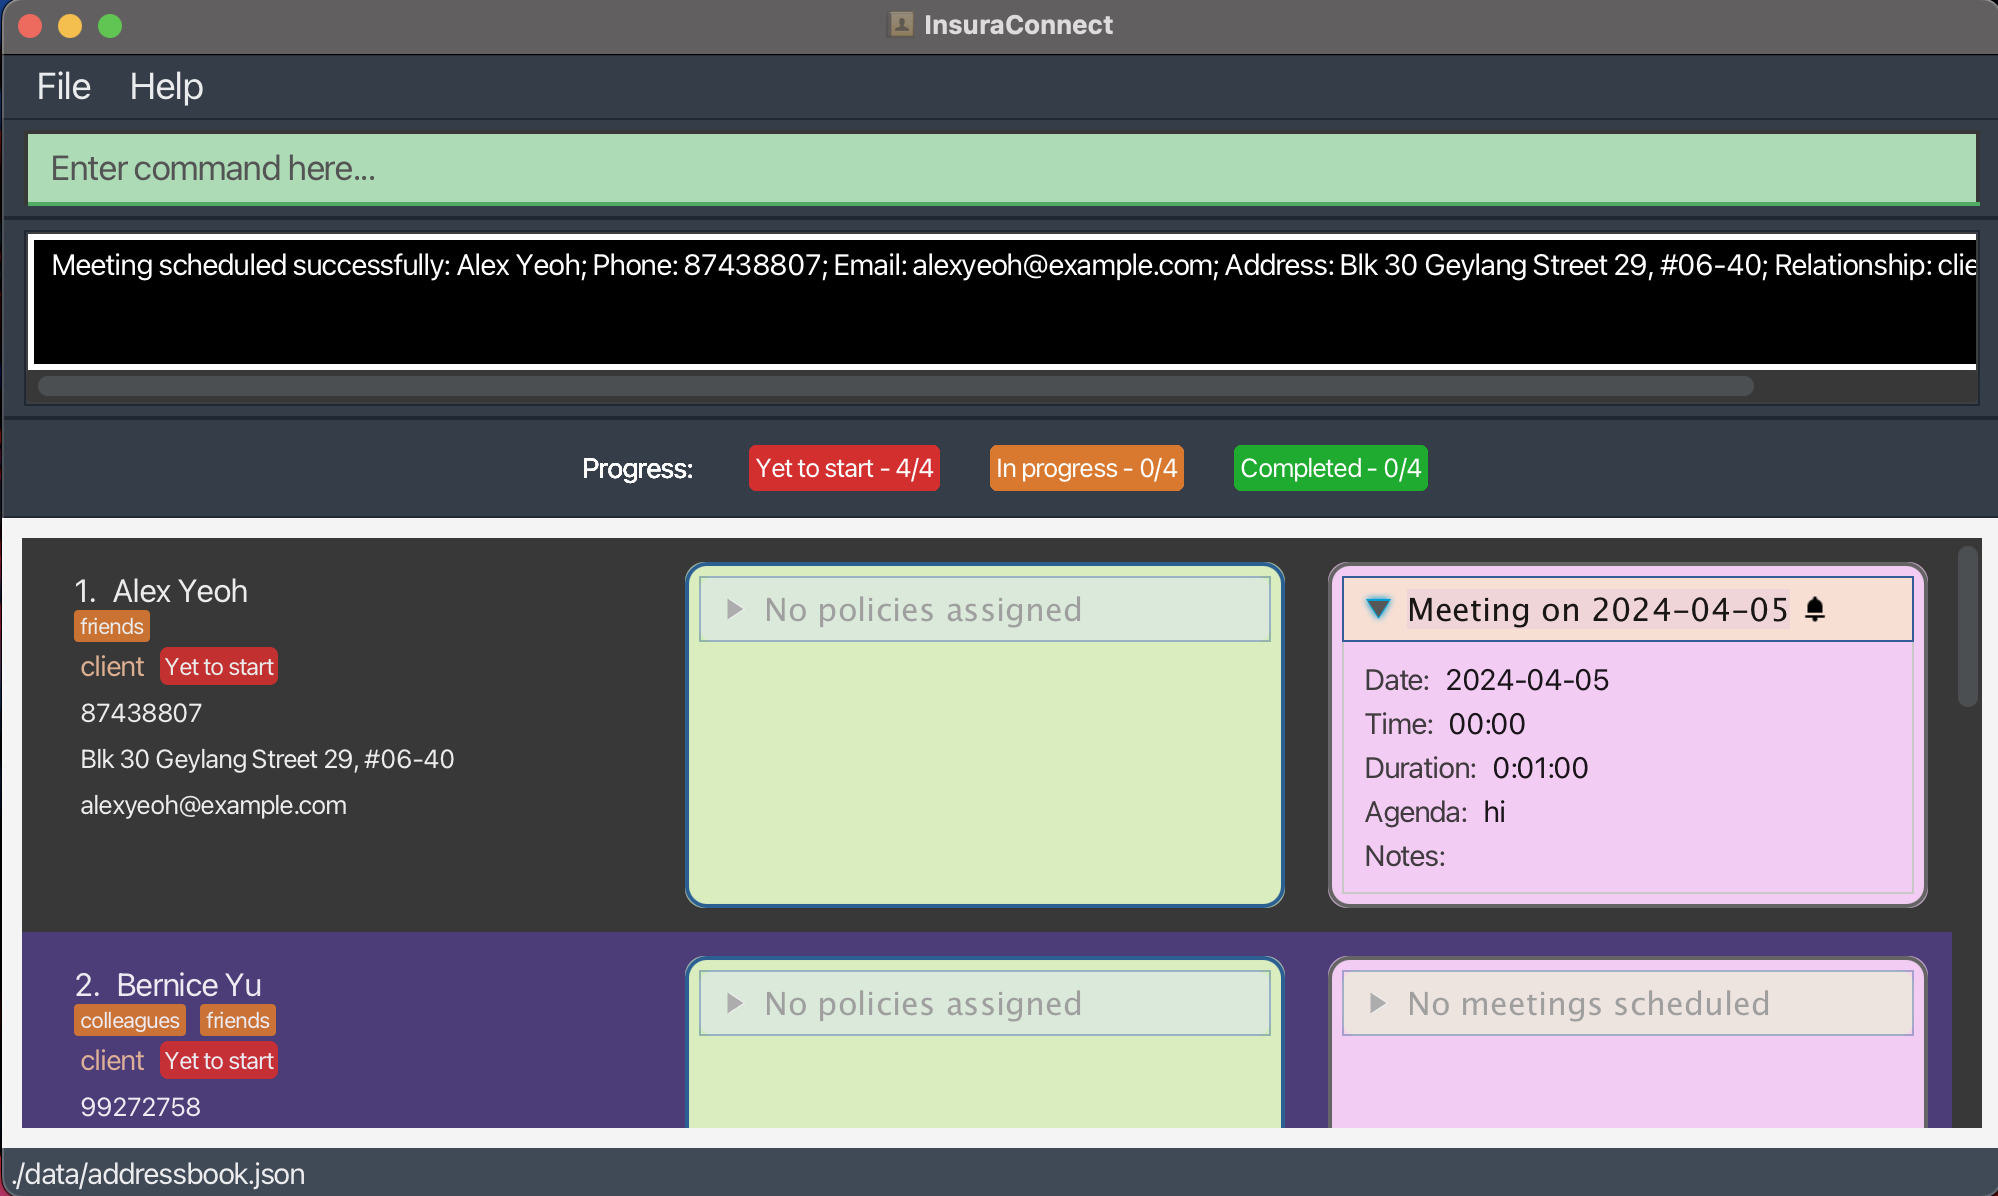 InsuraConnect
File Help
Enter command here...
Meeting scheduled successfully: Alex Yeoh; Phone: 87438807; Email: alexyeoh@example.com; Address: Blk 30 Geylang Street 29, #06-40; Relationship: clie
Progress: Yet to start - 4/4 In progress - 0/4 Completed - 0/4
1. Alex Yeoh
friends
client Yet to start
87438807
Blk 30 Geylang Street 29, #06-40
alexyeoh@example.com
No policies assigned
Meeting on 2024-04-05
Date: 2024-04-05
Time: 00:00
Duration: 0:01:00
Agenda: hi
Notes:
2. Bernice Yu
colleagues friends
client Yet to start
99272758
No policies assigned
No meetings scheduled
./data/addressbook.json